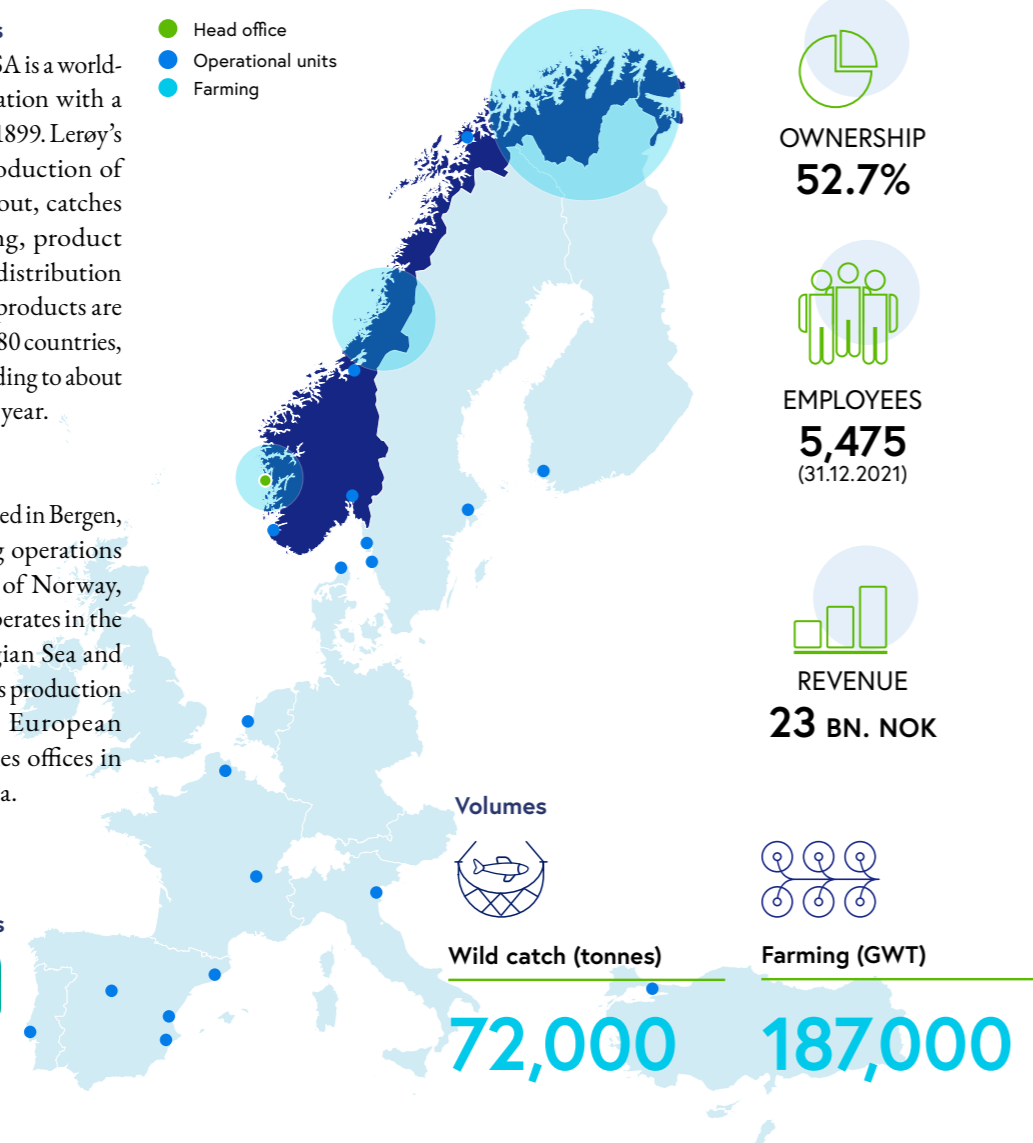 s
SA is a world-
ation with a
1899. Lerøy's
oduction of
out, catches
ng, product
distribution
products are
80 countries,
ding to about
year.
ed in Bergen,
g operations
of Norway,
perates in the
gian Sea and
s production
European
es offices in
a.
s
Head office
Operational units
Farming
OWNERSHIP
52.7%
EMPLOYEES
5,475
(31.12.2021)
REVENUE
23 BN. NOK
Volumes
Wild catch (tonnes)
72,000
Farming (GWT)
187,000